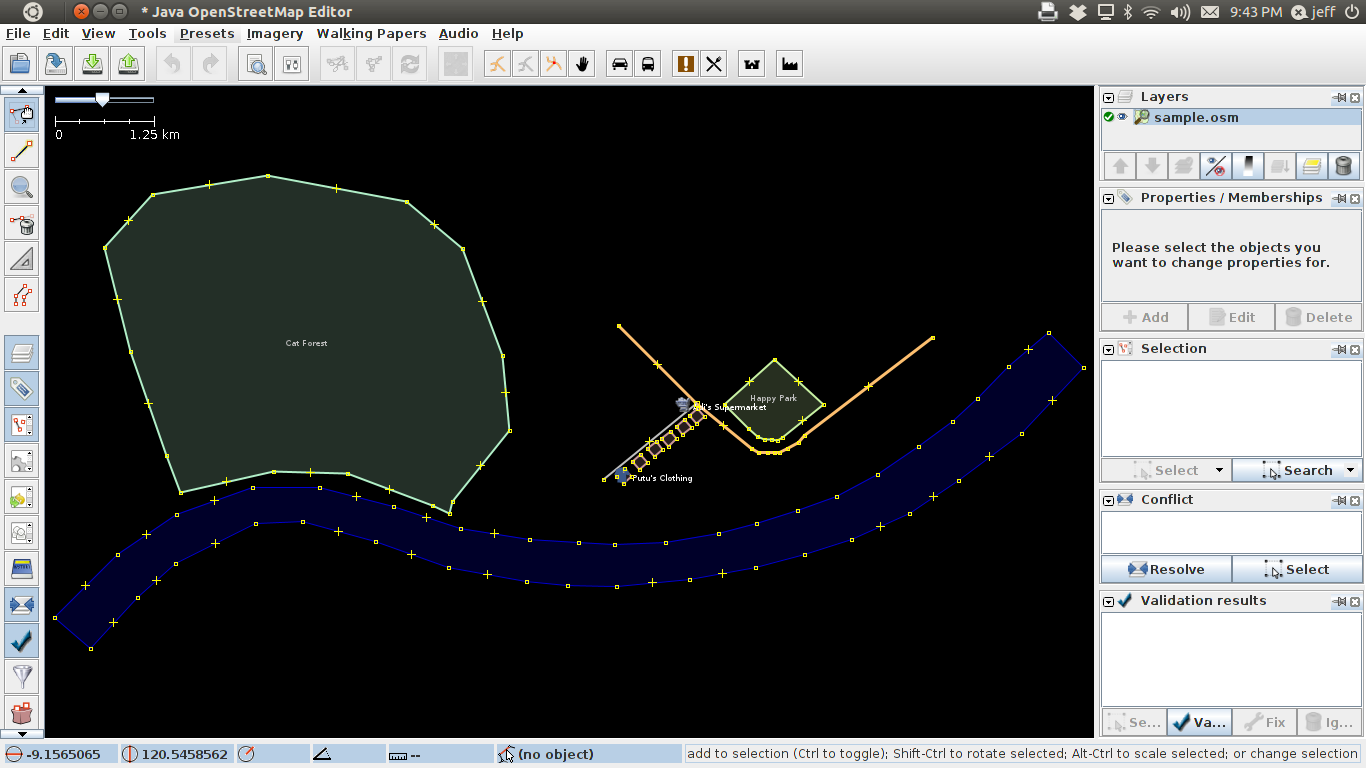 * Java OpenStreetMap Editor
9:43 PM jeff
File Edit View Tools Presets Imagery Walking Papers Audio Help
0 1.25 km
Cat Forest
Happy Park
i's Supermarket
Putu's Clothing
Layers
sample.osm
Properties / Memberships
Please select the objects you
want to change properties for.
Add Edit Delete
Selection
Select Search
Conflict
Resolve Select
Validation results
Se... Va... Fix Ig...
-9.1565065 120.5458562 -- (no object) add to selection (Ctrl to toggle); Shift-Ctrl to rotate selected; Alt-Ctrl to scale selected; or change selection